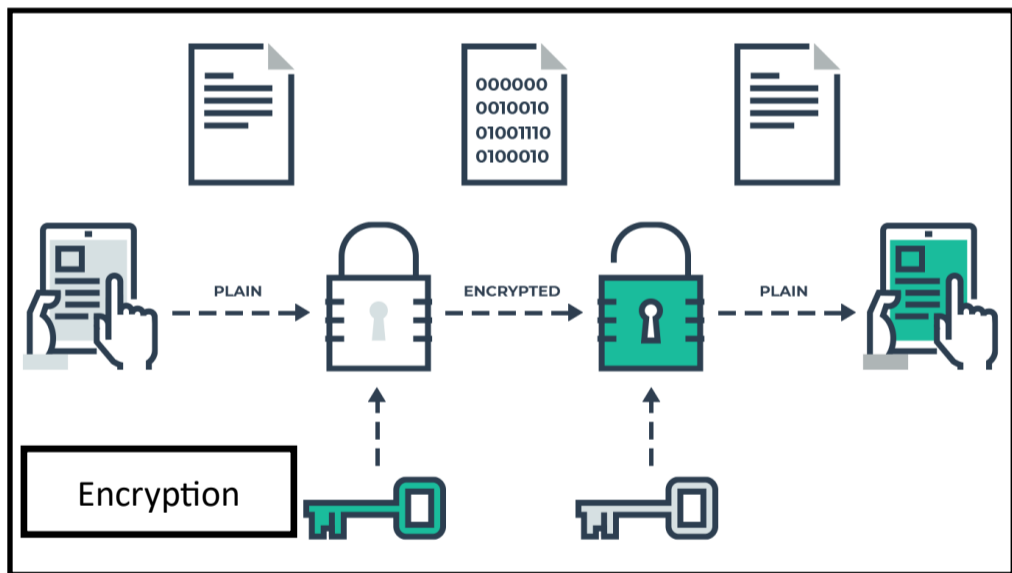 000000
0010010
01001110
0100010
PLAIN
ENCRYPTED
PLAIN
Encryption